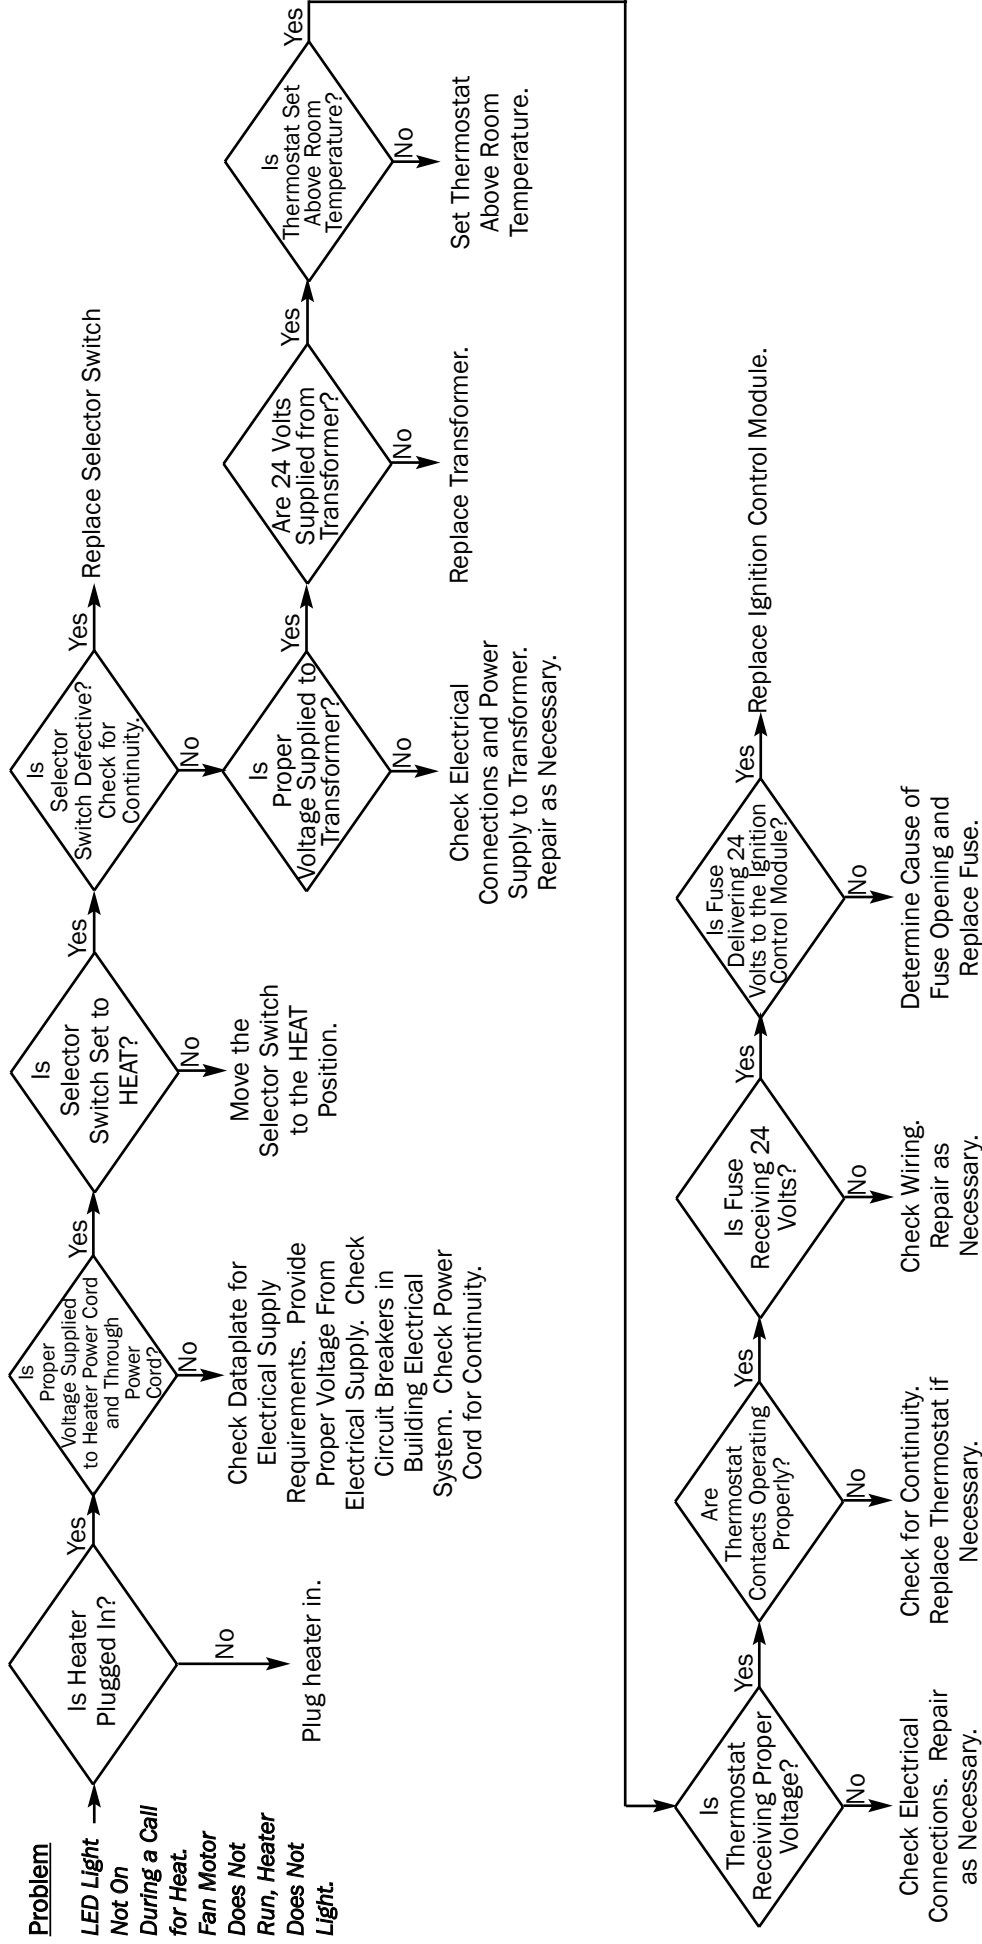 Problem
LED Light
Not On
During a Call
for Heat.
Fan Motor
Does Not
Run, Heater
Does Not
Light.
Is Heater
Plugged In?
Yes
No
Plug heater in.
Is
Proper
Voltage Supplied
to Heater Power Cord
and Through
Power
Cord?
Yes
No
Check Dataplate for
Electrical Supply
Requirements. Provide
Proper Voltage From
Electrical Supply. Check
Circuit Breakers in
Building Electrical
System. Check Power
Cord for Continuity.
Is
Selector
Switch Set to
HEAT?
Yes
No
Move the
Selector Switch
to the HEAT
Position.
Is
Selector
Switch Defective?
Check for
Continuity.
Yes
Replace Selector Switch
No
Is
Proper
Voltage Supplied to
Transformer?
Yes
No
Check Electrical
Connections and Power
Supply to Transformer.
Repair as Necessary.
Are 24 Volts
Supplied from
Transformer?
Yes
No
Replace Transformer.
Is
Thermostat Set
Above Room
Temperature?
Yes
No
Set Thermostat
Above Room
Temperature.
Is
Thermostat
Receiving Proper
Voltage?
Yes
No
Check Electrical
Connections. Repair
as Necessary.
Are
Thermostat
Contacts Operating
Properly?
Yes
No
Check for Continuity.
Replace Thermostat if
Necessary.
Is Fuse
Receiving 24
Volts?
Yes
No
Check Wiring.
Repair as
Necessary.
Is Fuse
Delivering 24
Volts to the Ignition
Control Module?
Yes
Replace Ignition Control Module.
No
Determine Cause of
Fuse Opening and
Replace Fuse.